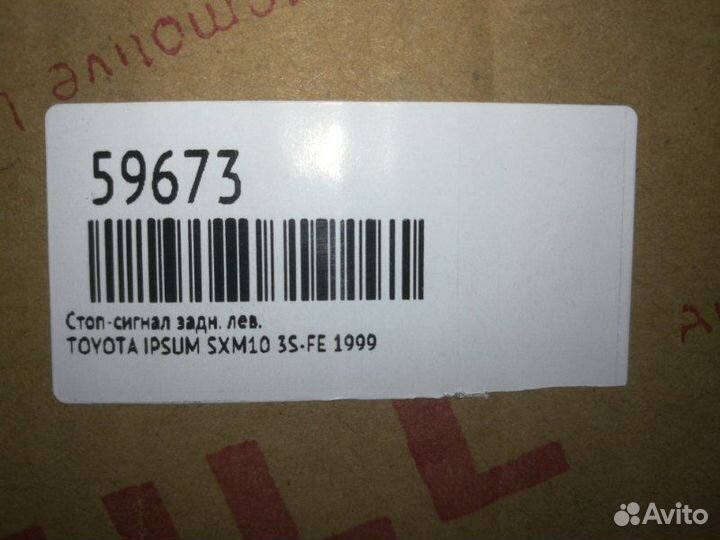 59673
Стоп-сигнал задн. лев.
TOYOTA IPSUM SXM10 3S-FE 1999
Avito